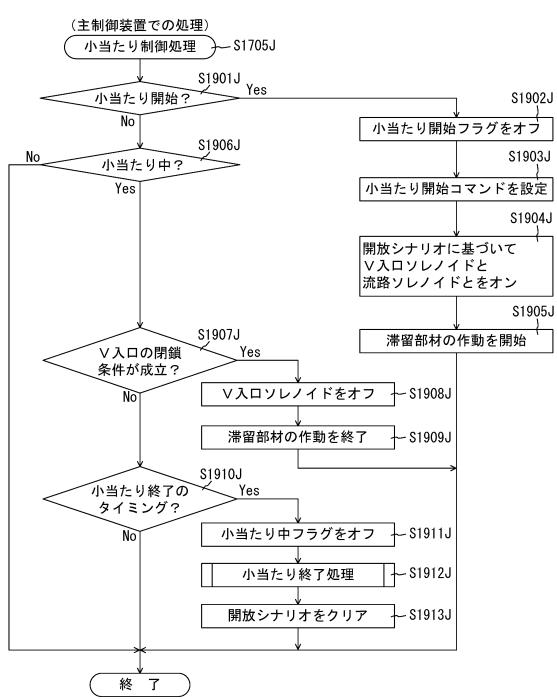 (主制御装置での処理)
小当たり制御処理
S1705J
S1901J
小当たり開始？
Yes
No
S1902J
小当たり開始フラグをオフ
S1903J
小当たり開始コマンドを設定
S1904J
開放シナリオに基づいて
V入口ソレノイドと
流路ソレノイドとをオン
S1905J
滞留部材の作動を開始
S1906J
小当たり中？
No
Yes
S1907J
V入口の閉鎖
条件が成立？
Yes
No
V入口ソレノイドをオフ
S1908J
滞留部材の作動を終了
S1909J
S1910J
小当たり終了の
タイミング？
Yes
No
小当たり中フラグをオフ
S1911J
小当たり終了処理
S1912J
開放シナリオをクリア
S1913J
終 了